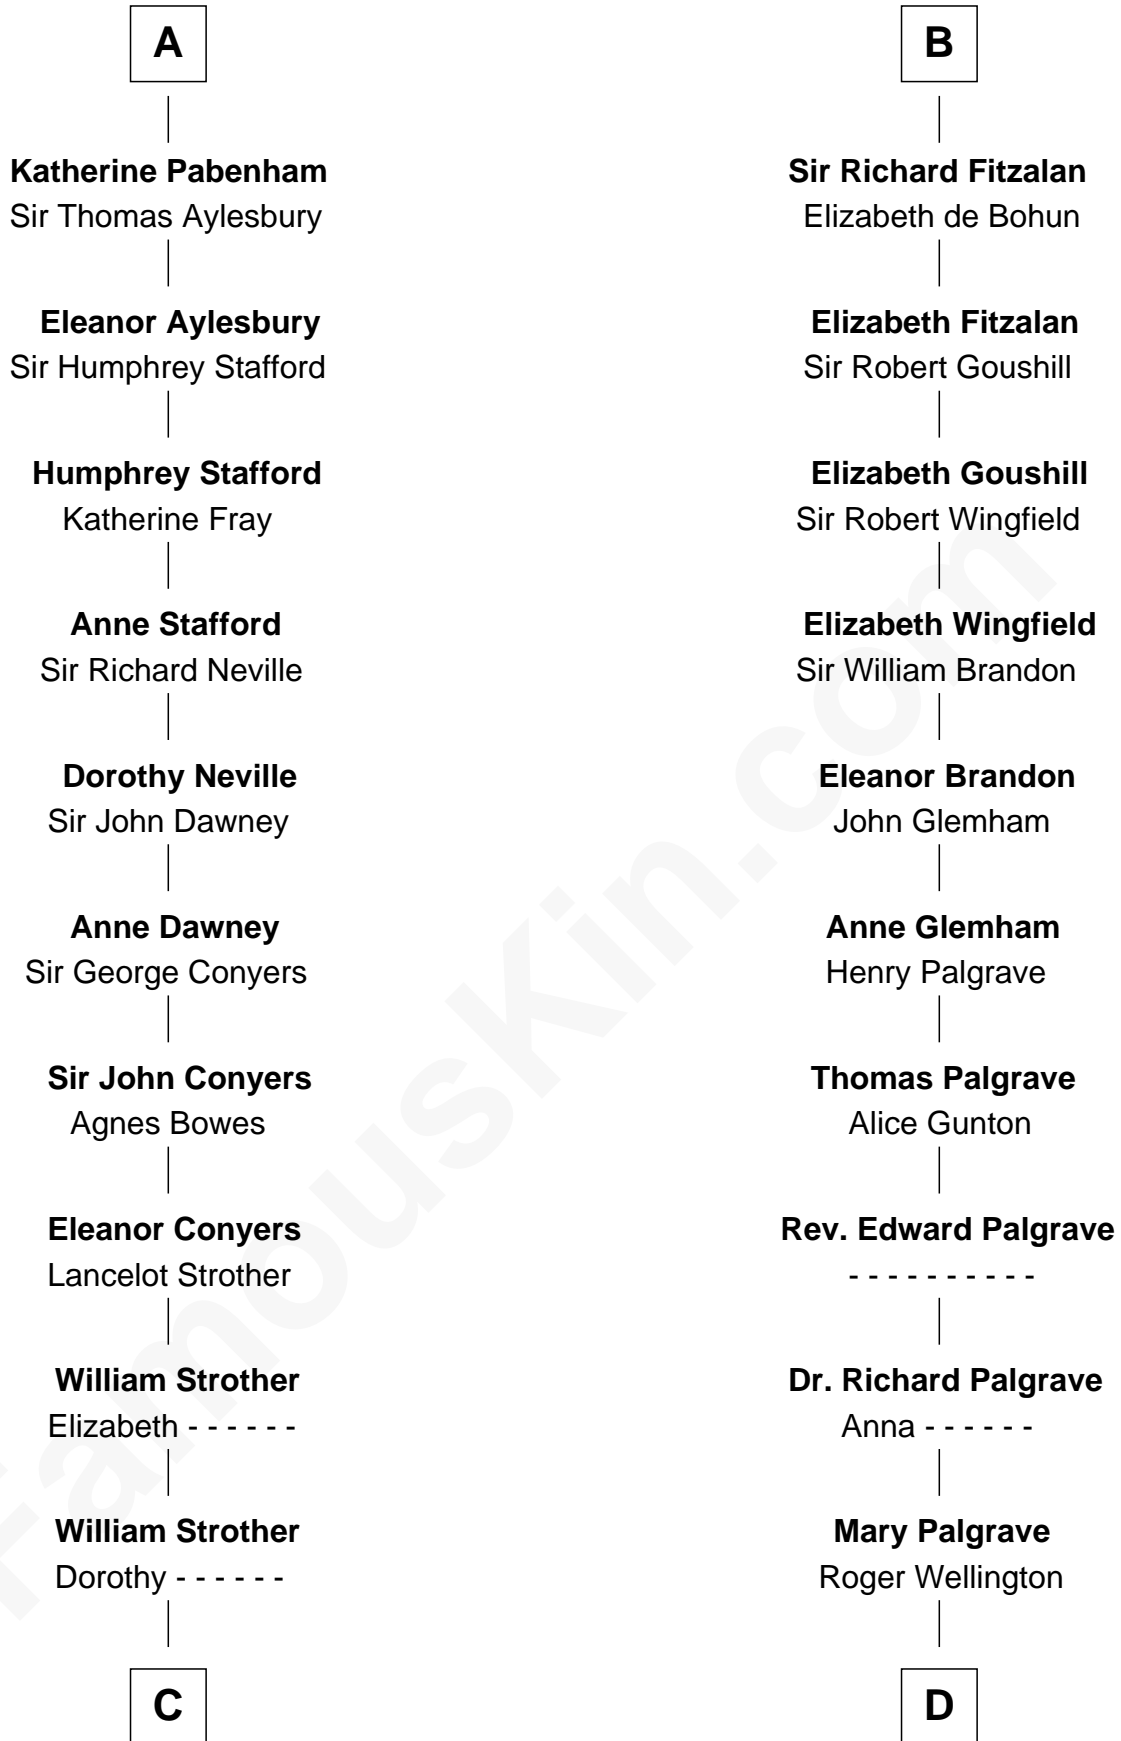 A
Katherine Pabenham
Sir Thomas Aylesbury
Eleanor Aylesbury
Sir Humphrey Stafford
Humphrey Stafford
Katherine Fray
Anne Stafford
Sir Richard Neville
Dorothy Neville
Sir John Dawney
Anne Dawney
Sir George Conyers
Sir John Conyers
Agnes Bowes
Eleanor Conyers
Lancelot Strother
William Strother
Elizabeth - - - - - -
William Strother
Dorothy - - - - - -
C
B
Sir Richard Fitzalan
Elizabeth de Bohun
Elizabeth Fitzalan
Sir Robert Goushill
Elizabeth Goushill
Sir Robert Wingfield
Elizabeth Wingfield
Sir William Brandon
Eleanor Brandon
John Glemham
Anne Glemham
Henry Palgrave
Thomas Palgrave
Alice Gunton
Rev. Edward Palgrave
- - - - - - - - - -
Dr. Richard Palgrave
Anna - - - - - -
Mary Palgrave
Roger Wellington
D
FamousKin.com